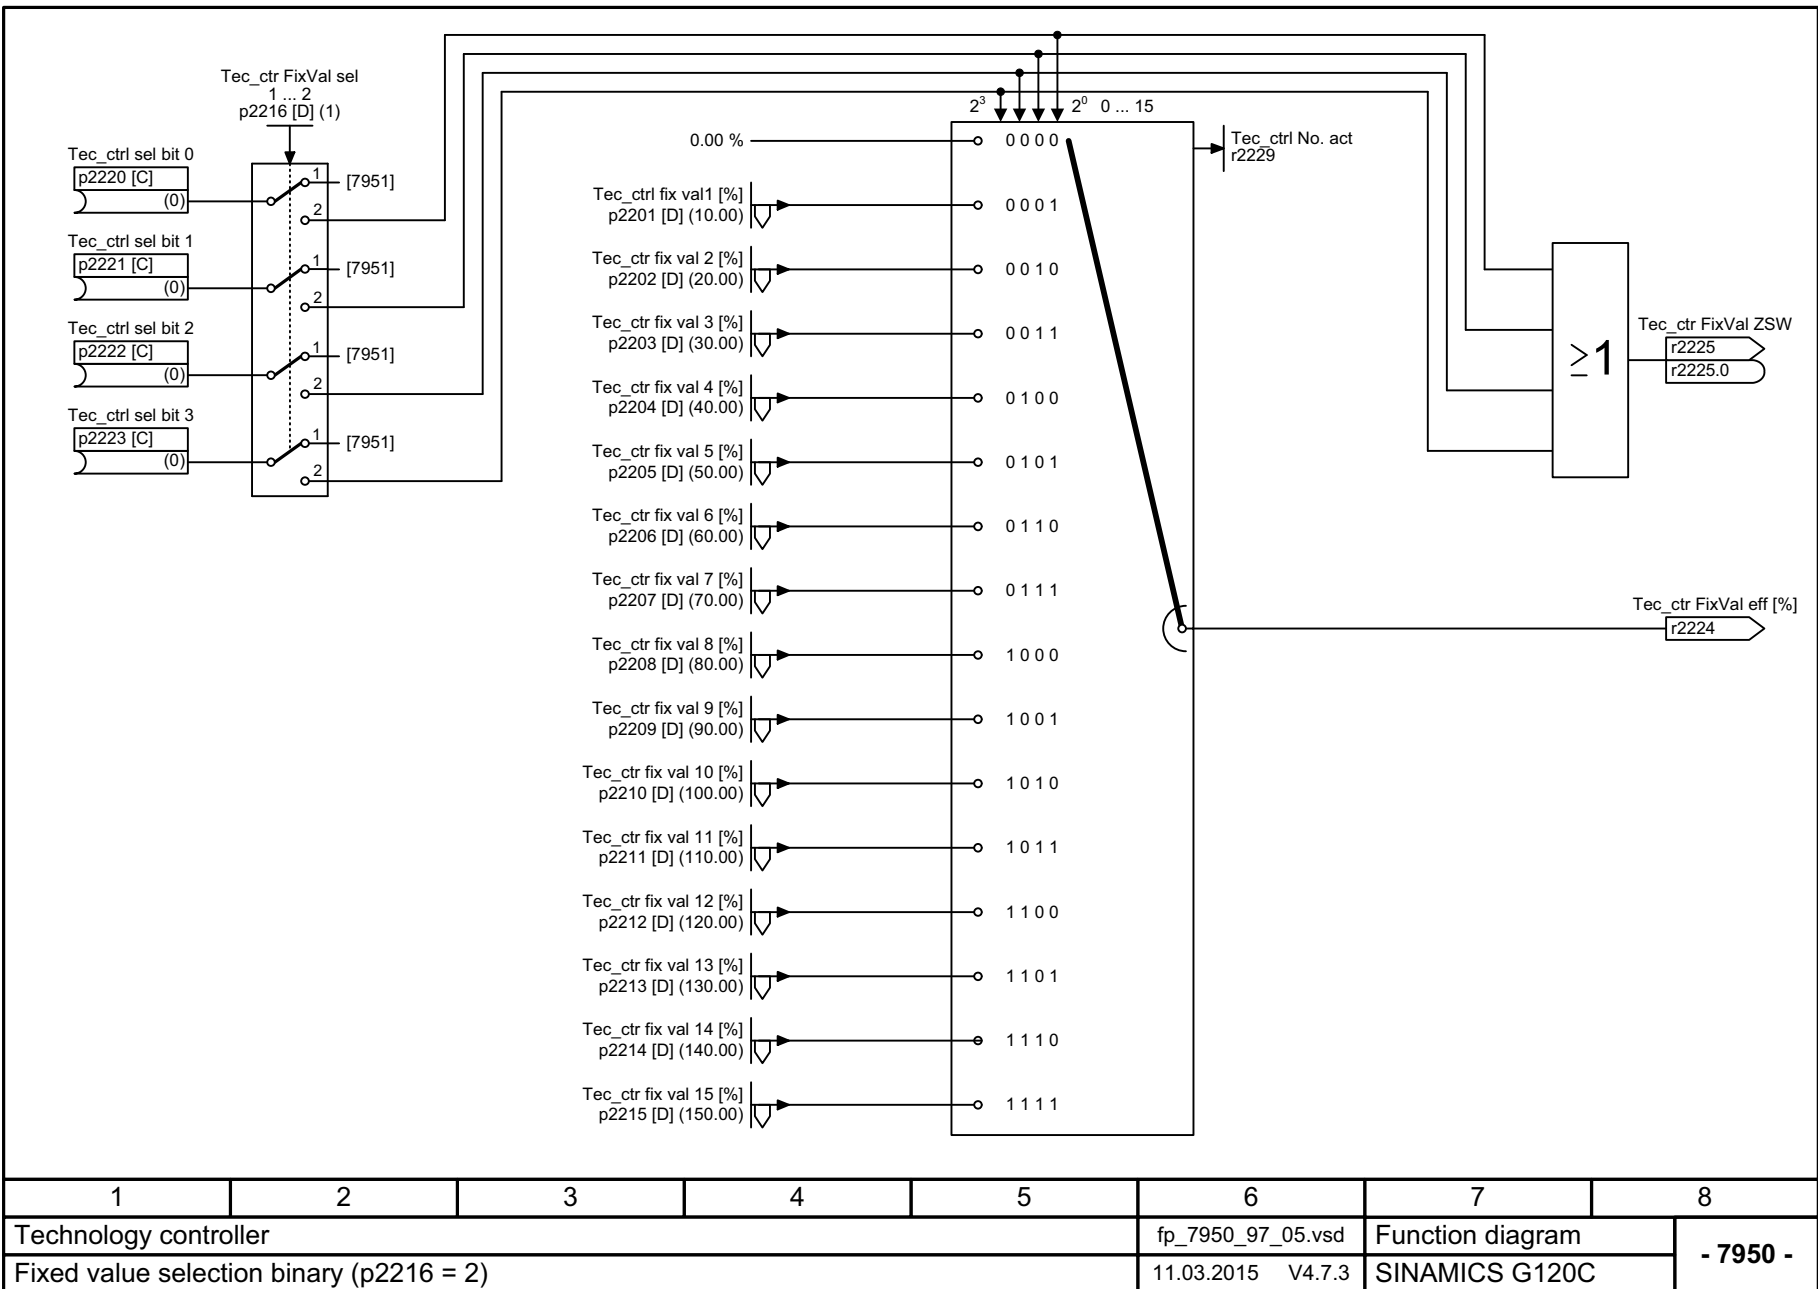 Tec_ctr FixVal sel
1 ... 2
p2216 [D] (1)
Tec_ctrl sel bit 0
p2220 [C]
(0)
1
[7951]
2
Tec_ctrl sel bit 1
p2221 [C]
(0)
1
[7951]
2
Tec_ctrl sel bit 2
p2222 [C]
(0)
1
[7951]
2
Tec_ctrl sel bit 3
p2223 [C]
(0)
1
[7951]
2
2³ 2⁰ 0 ... 15
0.00 % 0 0 0 0
Tec_ctrl fix val1 [%]
p2201 [D] (10.00)
0 0 0 1
Tec_ctr fix val 2 [%]
p2202 [D] (20.00)
0 0 1 0
Tec_ctr fix val 3 [%]
p2203 [D] (30.00)
0 0 1 1
Tec_ctr fix val 4 [%]
p2204 [D] (40.00)
0 1 0 0
Tec_ctr fix val 5 [%]
p2205 [D] (50.00)
0 1 0 1
Tec_ctr fix val 6 [%]
p2206 [D] (60.00)
0 1 1 0
Tec_ctr fix val 7 [%]
p2207 [D] (70.00)
0 1 1 1
Tec_ctr fix val 8 [%]
p2208 [D] (80.00)
1 0 0 0
Tec_ctr fix val 9 [%]
p2209 [D] (90.00)
1 0 0 1
Tec_ctr fix val 10 [%]
p2210 [D] (100.00)
1 0 1 0
Tec_ctr fix val 11 [%]
p2211 [D] (110.00)
1 0 1 1
Tec_ctr fix val 12 [%]
p2212 [D] (120.00)
1 1 0 0
Tec_ctr fix val 13 [%]
p2213 [D] (130.00)
1 1 0 1
Tec_ctr fix val 14 [%]
p2214 [D] (140.00)
1 1 1 0
Tec_ctr fix val 15 [%]
p2215 [D] (150.00)
1 1 1 1
Tec_ctrl No. act
r2229
≥1
Tec_ctr FixVal ZSW
r2225
r2225.0
Tec_ctr FixVal eff [%]
r2224
1 2 3 4 5 6 7 8
Technology controller
fp_7950_97_05.vsd
Function diagram
- 7950 -
Fixed value selection binary (p2216 = 2)
11.03.2015 V4.7.3
SINAMICS G120C